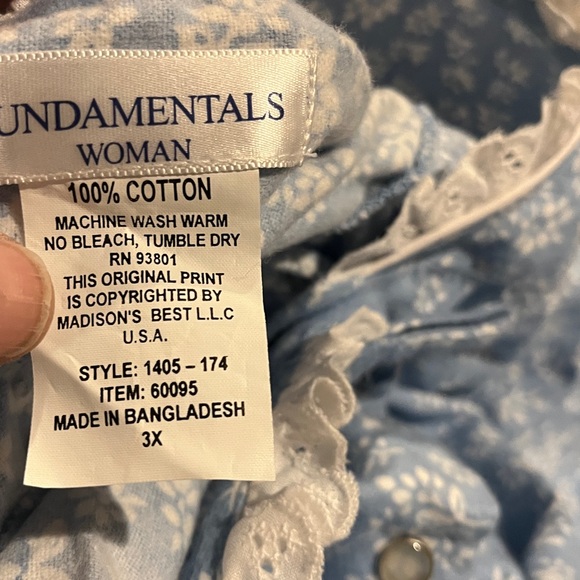 UNDAMENTALS
WOMAN
100% COTTON
MACHINE WASH WARM
NO BLEACH, TUMBLE DRY
RN 93801
THIS ORIGINAL PRINT
IS COPYRIGHTED BY
MADISON'S BEST L.L.C
U.S.A.
STYLE: 1405 – 174
ITEM: 60095
MADE IN BANGLADESH
3X